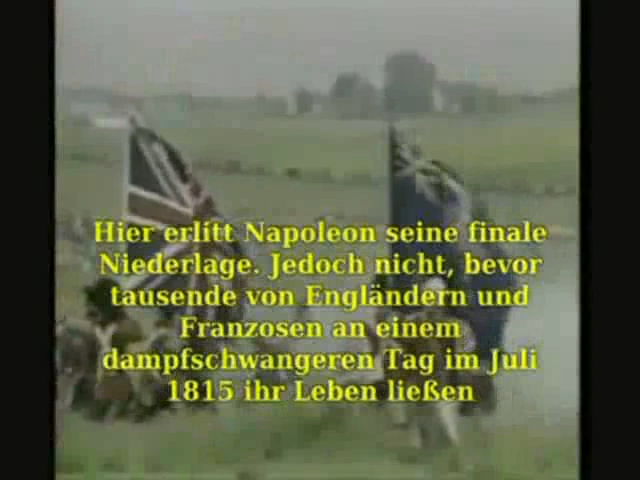 Hier erlitt Napoleon seine finale
Niederlage. Jedoch nicht, bevor
tausende von Engländern und
Franzosen an einem
dampfschwangeren Tag im Juli
1815 ihr Leben ließen